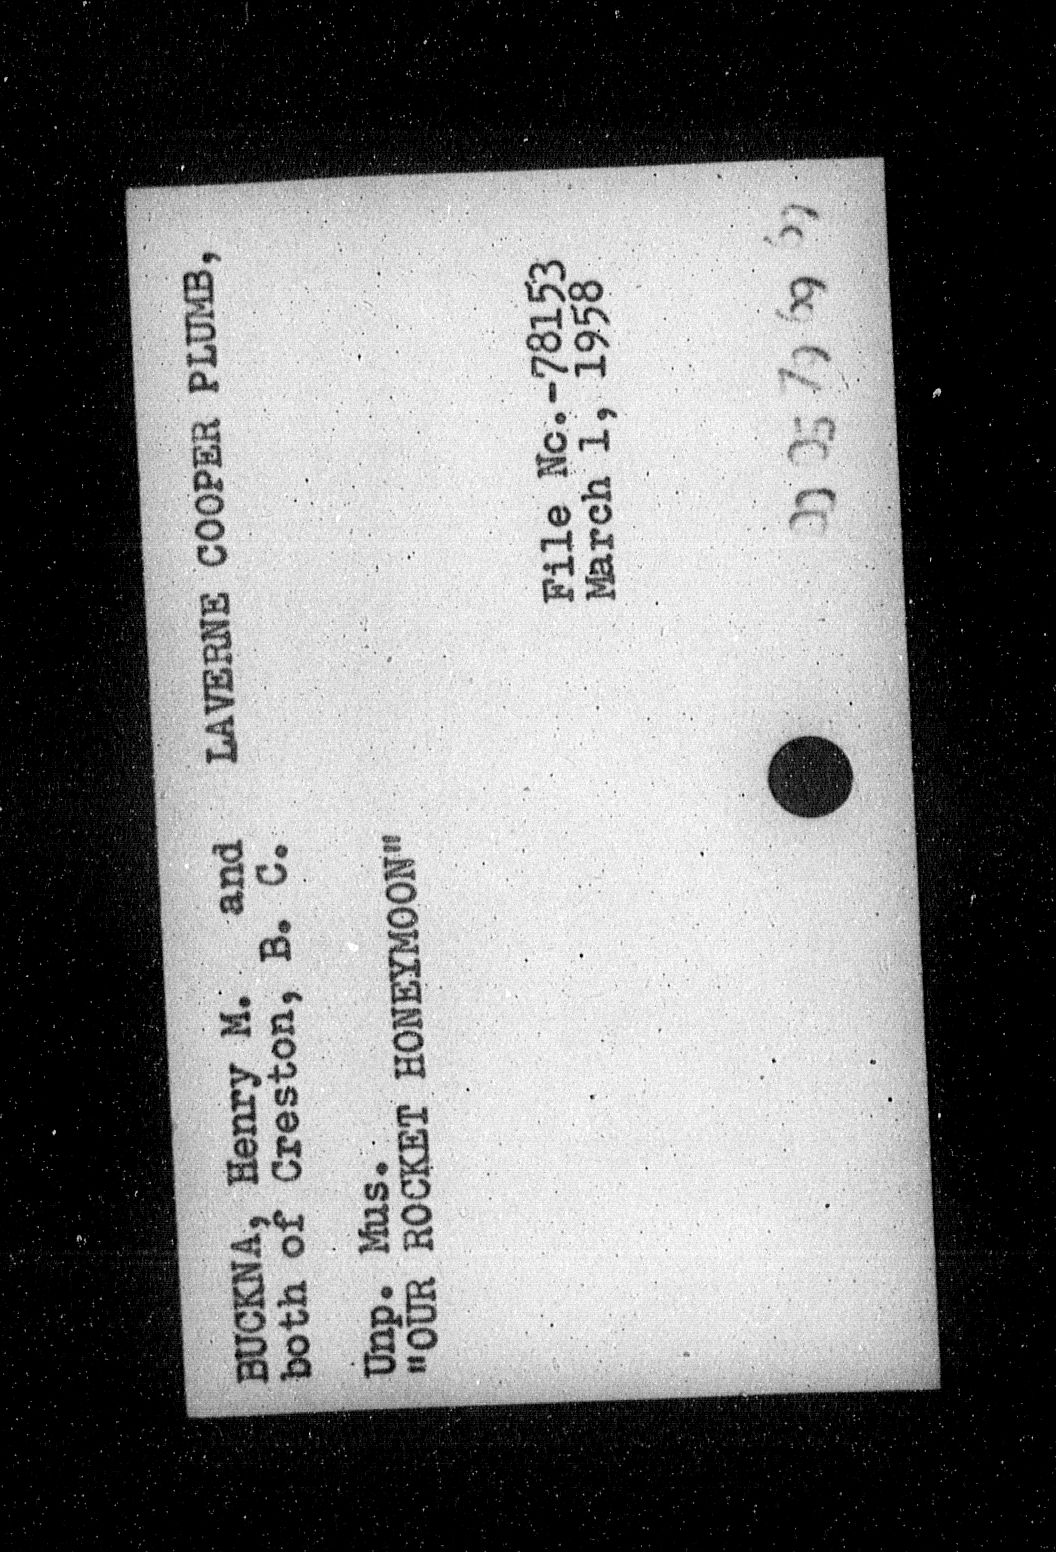 BUCKNA, Henry M. and LAVERNE COOPER PLUMB,
both of Creston, B. C.
Unp. Mus.
"OUR ROCKET HONEYMOON"
File No.-78153
March 1, 1958